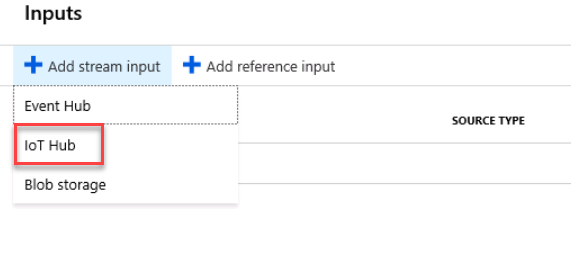 Inputs
Add stream input Add reference input
Event Hub
SOURCE TYPE
IoT Hub
Blob storage